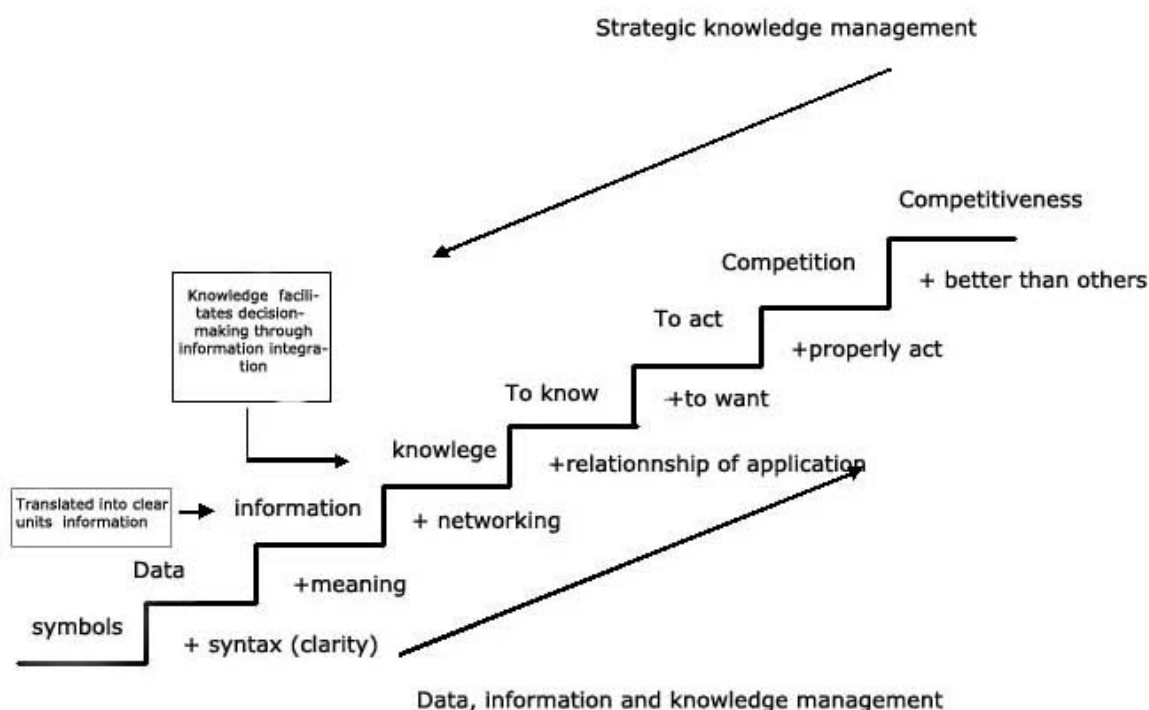 Strategic knowledge management
Competitiveness
Competition
+ better than others
Knowledge facili-
tates decision-
making through
information integra-
tion
To act
+properly act
To know
+to want
knowlege
+relationnship of application
Translated into clear
units information
information
+ networking
Data
+meaning
symbols
+ syntax (clarity)
Data, information and knowledge management